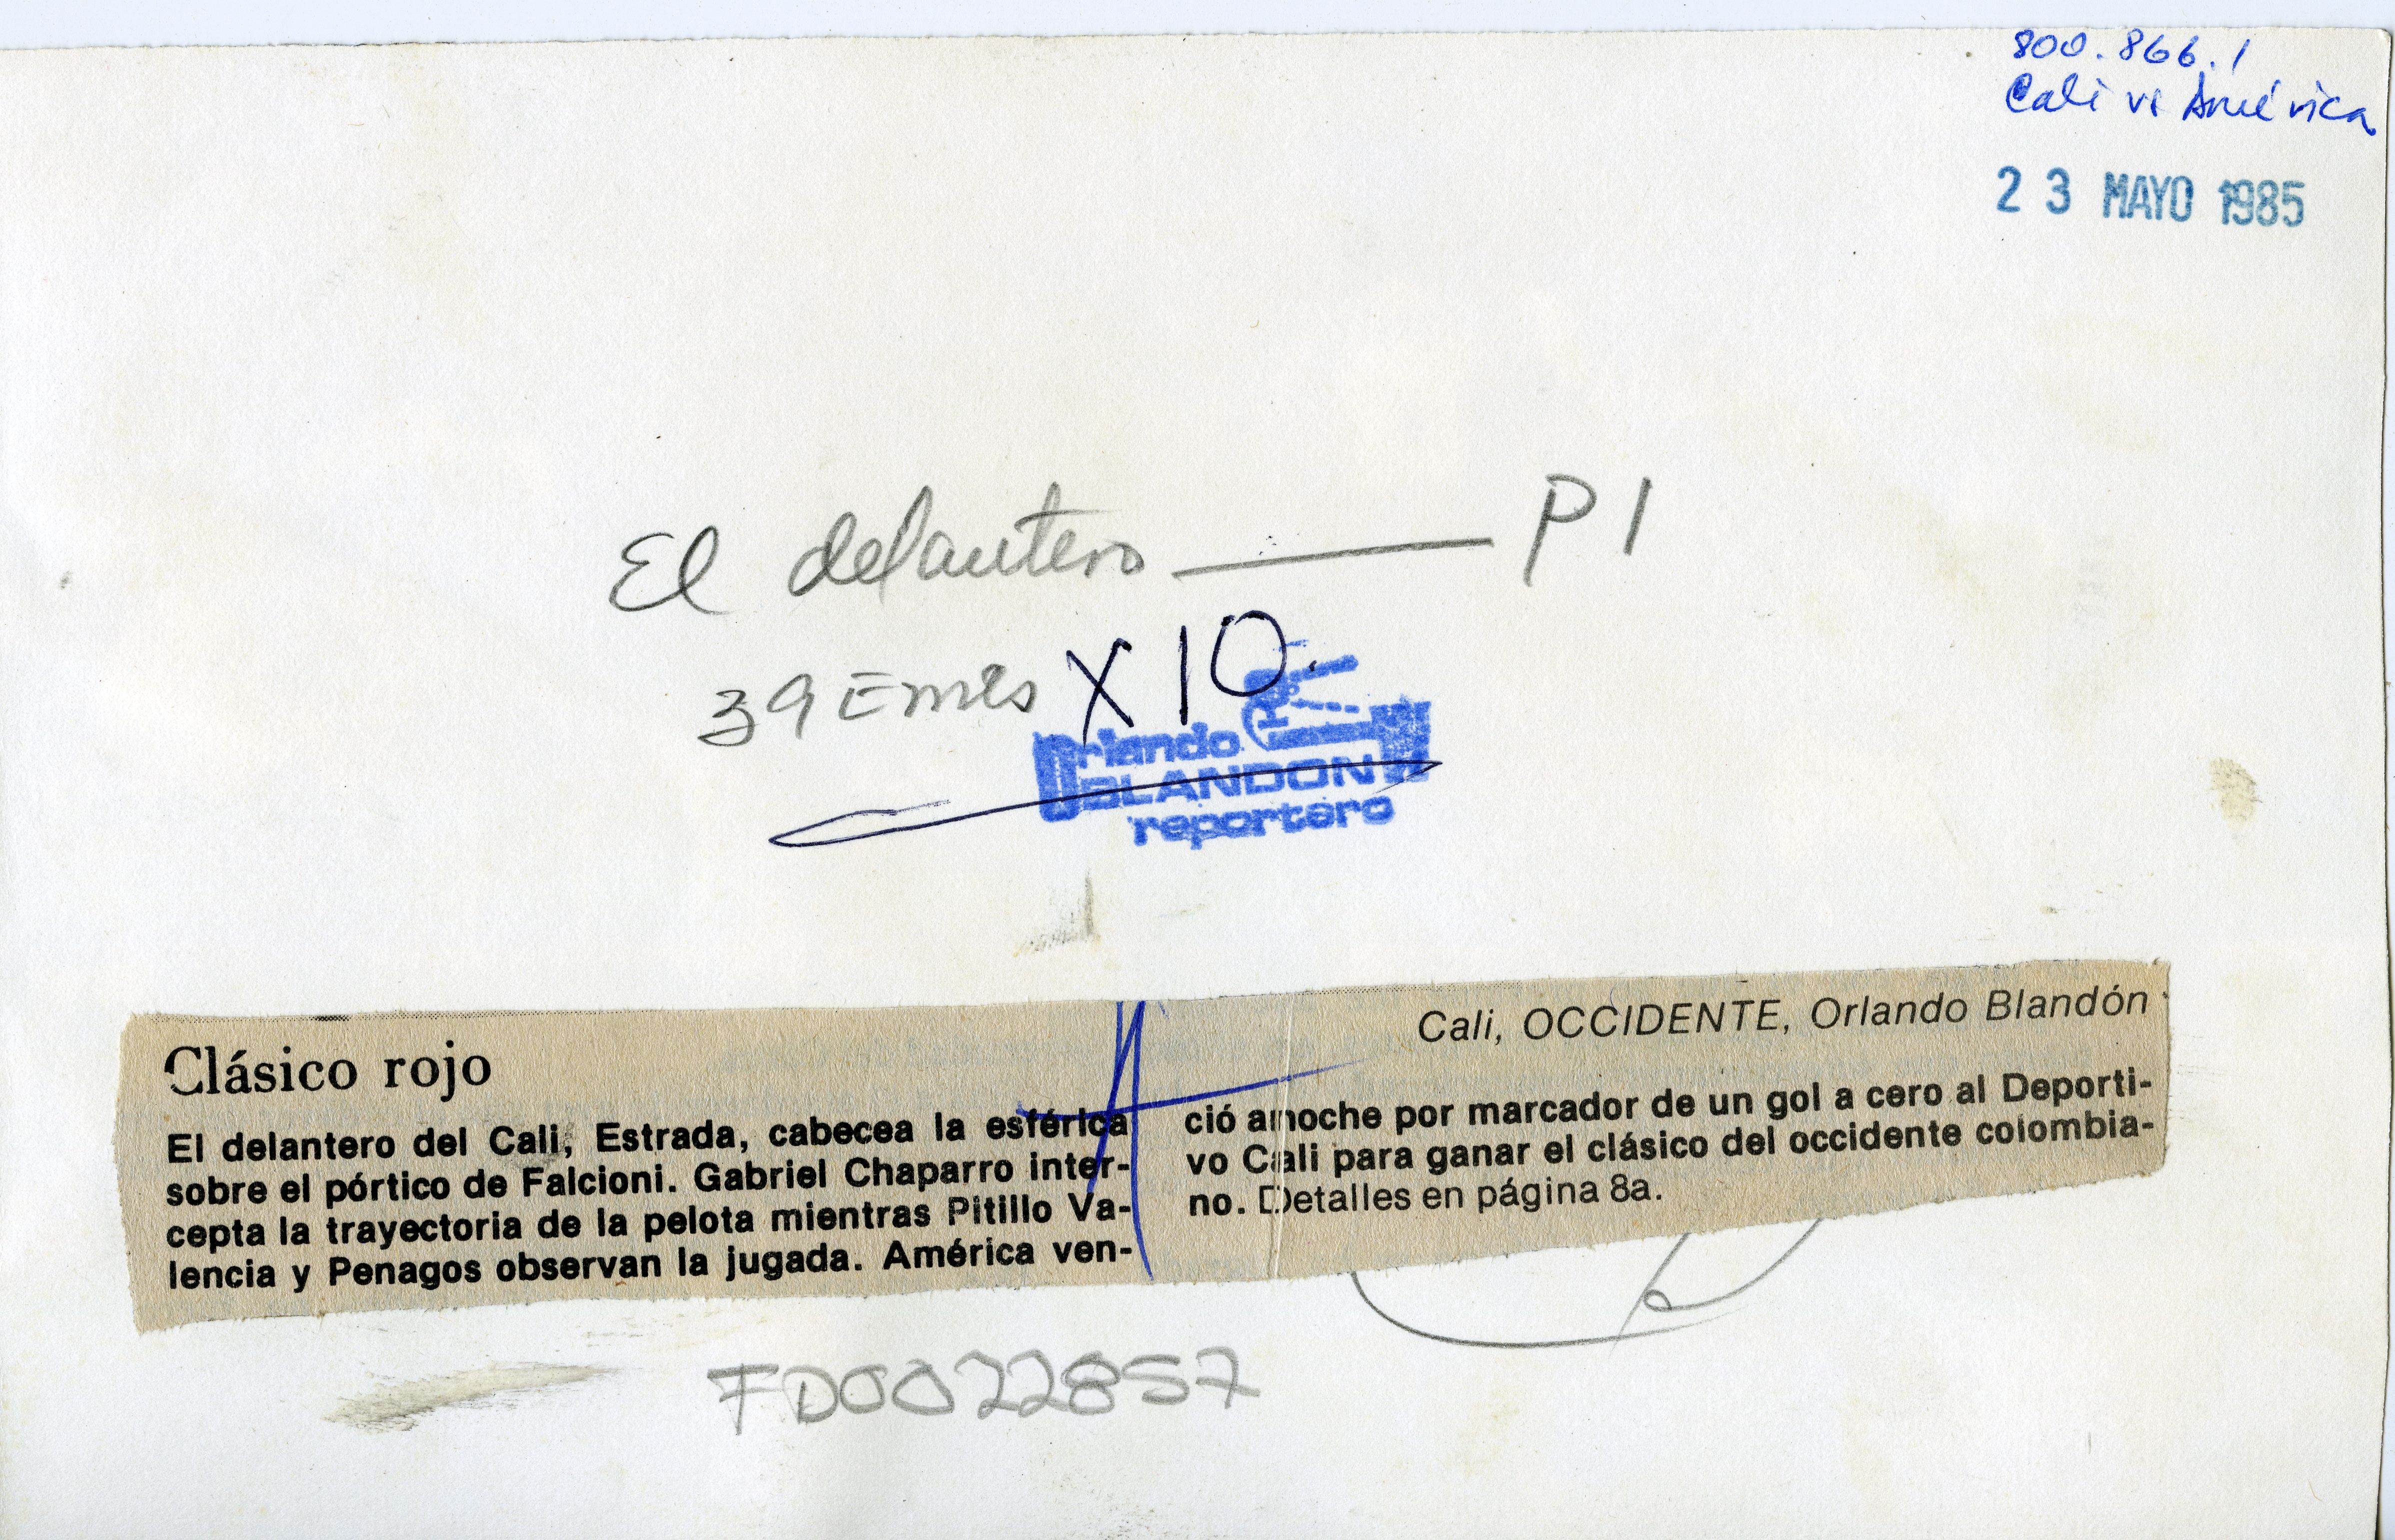 800.866.1
Cali vs América
23 MAYO 1985
El delantero — P1
39 Emes X 10.
Orlando
BLANDON
reportero
Cali, OCCIDENTE, Orlando Blandón
Clásico rojo
El delantero del Cali, Estrada, cabecea la esférica
sobre el pórtico de Falcioni. Gabriel Chaparro inter-
cepta la trayectoria de la pelota mientras Pitillo Va-
lencia y Penagos observan la jugada. América ven-
ció anoche por marcador de un gol a cero al Deporti-
vo Cali para ganar el clásico del occidente colombia-
no. Detalles en página 8a.
FD0022857